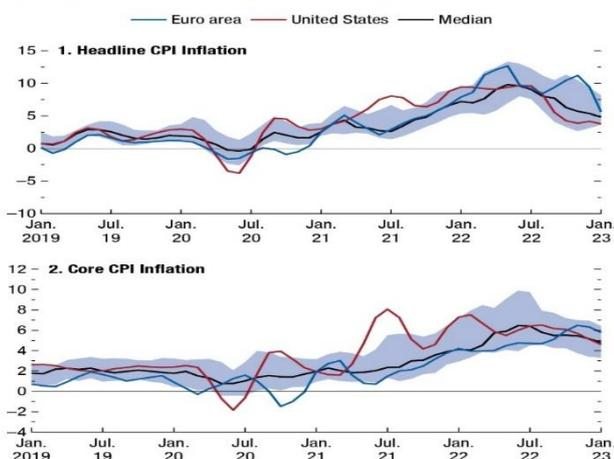 Euro area United States Median
1. Headline CPI Inflation
15
10
5
0
−5
−10
Jan. Jul. Jan. Jul. Jan. Jul. Jan. Jul. Jan.
2019 19 20 20 21 21 22 22 23
2. Core CPI Inflation
12
10
8
6
4
2
0
−2
−4
Jan. Jul. Jan. Jul. Jan. Jul. Jan. Jul. Jan.
2019 19 20 20 21 21 22 22 23